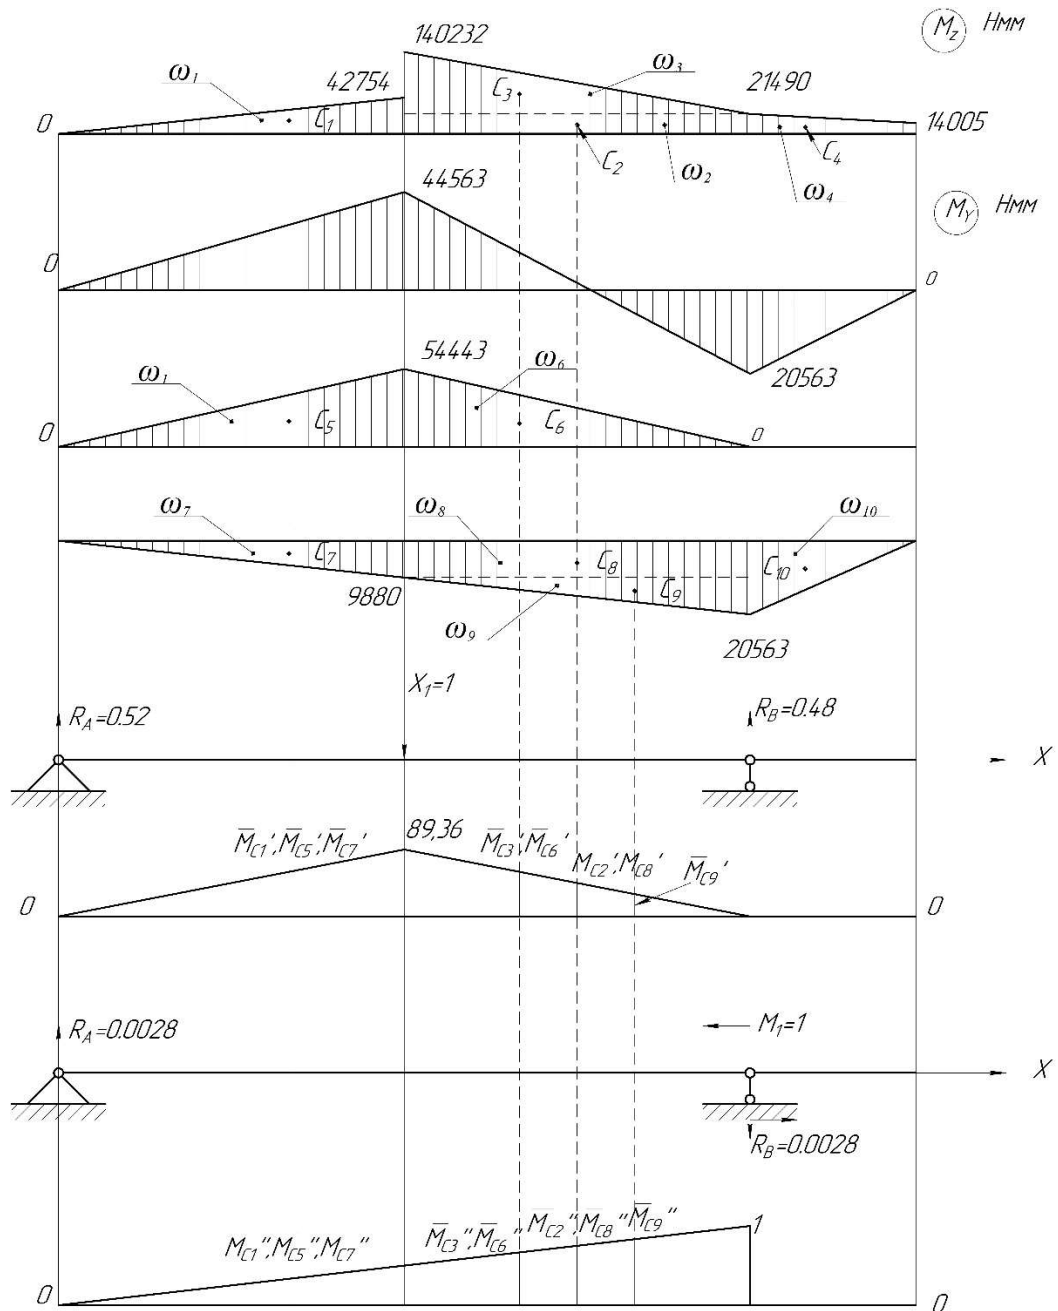 M_Z Нмм
140232
ω₃
ω₁ 42754 C₃ 21490
0 C₁ 14005
C₂ ω₂ C₄
ω₄
44563 M_Y Нмм
0 0
54443 ω₆ 20563
ω₁
0 C₅ C₆ 0
ω₇ ω₈ ω₁₀
C₇ C₈ C₁₀
9880 C₉
ω₉ 20563
X₁=1
R_A=0.52 R_B=0.48
X
M̅_C1',M̅_C5',M̅_C7' 89,36 M̅_C3',M̅_C6'
M_C2',M_C8' M̅_C9'
0 0
R_A=0.0028 M₁=1
X
R_B=0.0028
M_C1'',M_C5'',M_C7'' M̅_C3'',M̅_C6'' M_C2'',M_C8'' M̅_C9'' 1
0 0